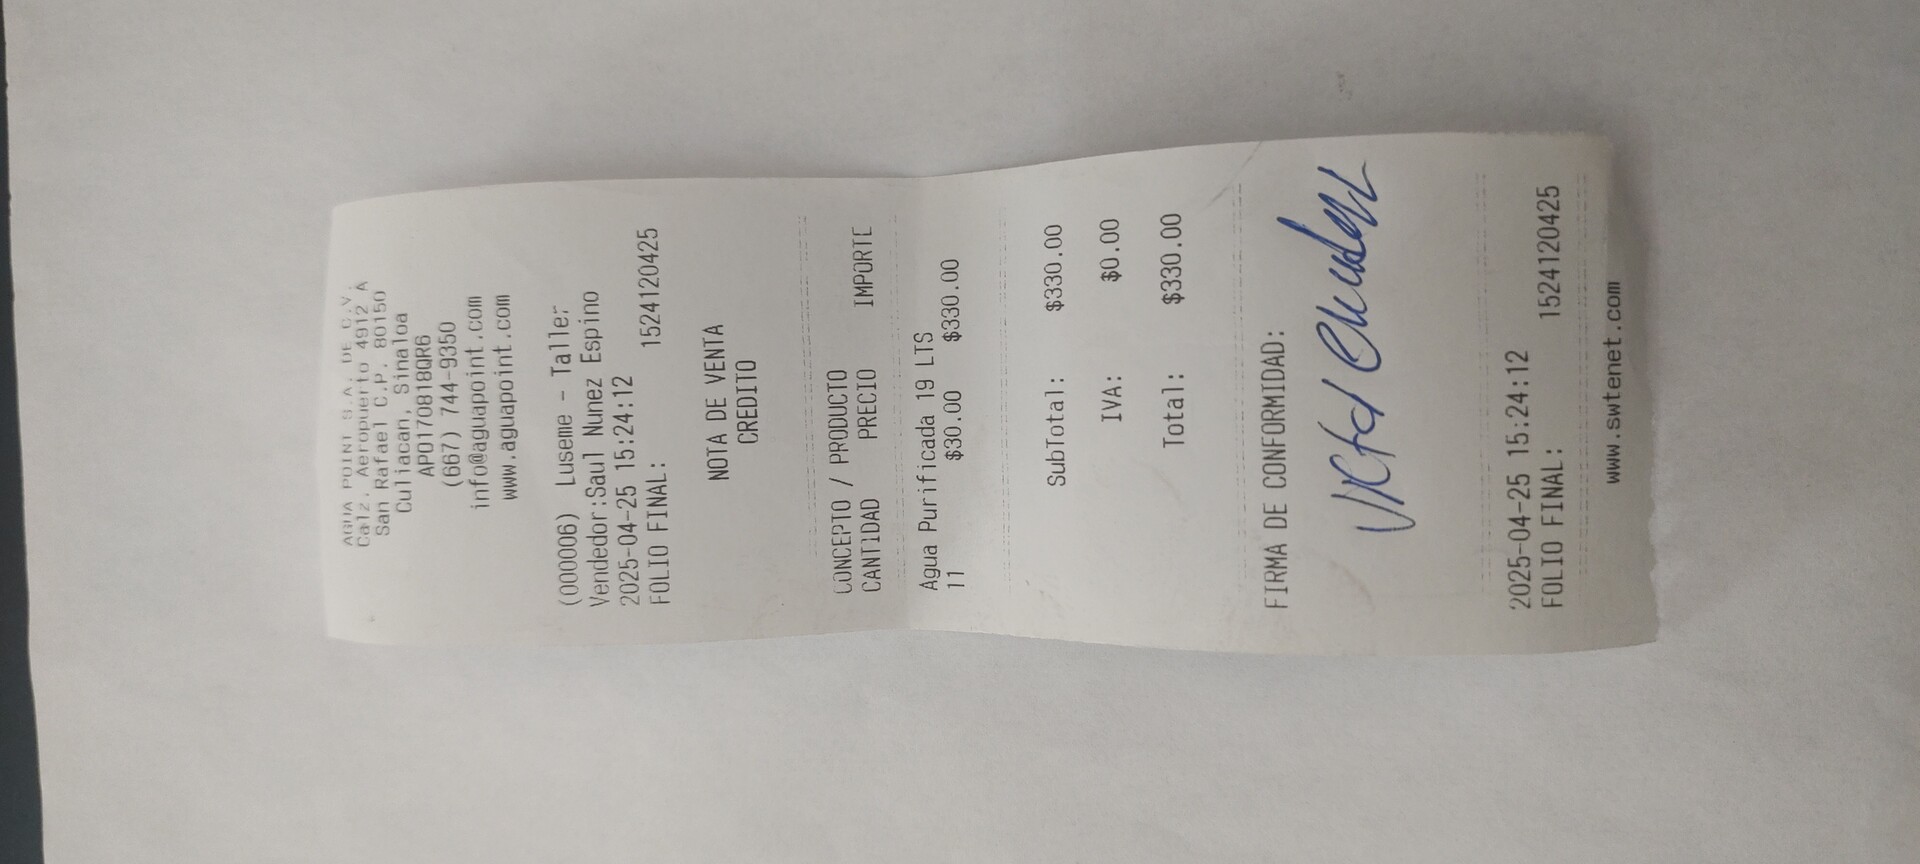 AGUA POINT S.A. DE C.V.
Calz. Aeropuerto 4912 A
San Rafael C.P. 80150
Culiacan, Sinaloa
APO170818QR6
(667) 744-9350
info@aguapoint.com
www.aguapoint.com
(000006) Luseme - Taller
Vendedor:Saul Nunez Espino
2025-04-25 15:24:12
FOLIO FINAL: 1524120425
NOTA DE VENTA
CREDITO
CONCEPTO / PRODUCTO
CANTIDAD PRECIO IMPORTE
Agua Purificada 19 LTS
11 $30.00 $330.00
SubTotal: $330.00
IVA: $0.00
Total: $330.00
FIRMA DE CONFORMIDAD:
2025-04-25 15:24:12
FOLIO FINAL: 1524120425
www.swtenet.com